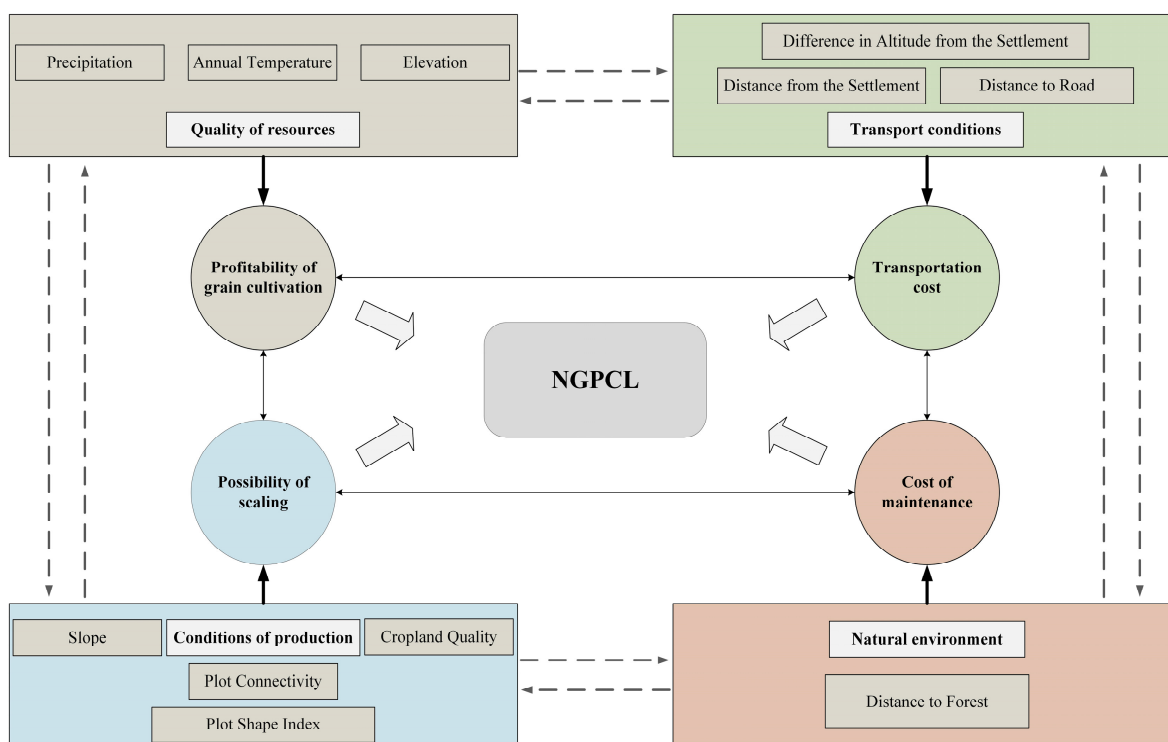 Precipitation
Annual Temperature
Elevation
Quality of resources
Difference in Altitude from the Settlement
Distance from the Settlement
Distance to Road
Transport conditions
Profitability of
grain cultivation
Transportation
cost
NGPCL
Possibility of
scaling
Cost of
maintenance
Slope
Conditions of production
Cropland Quality
Plot Connectivity
Plot Shape Index
Natural environment
Distance to Forest